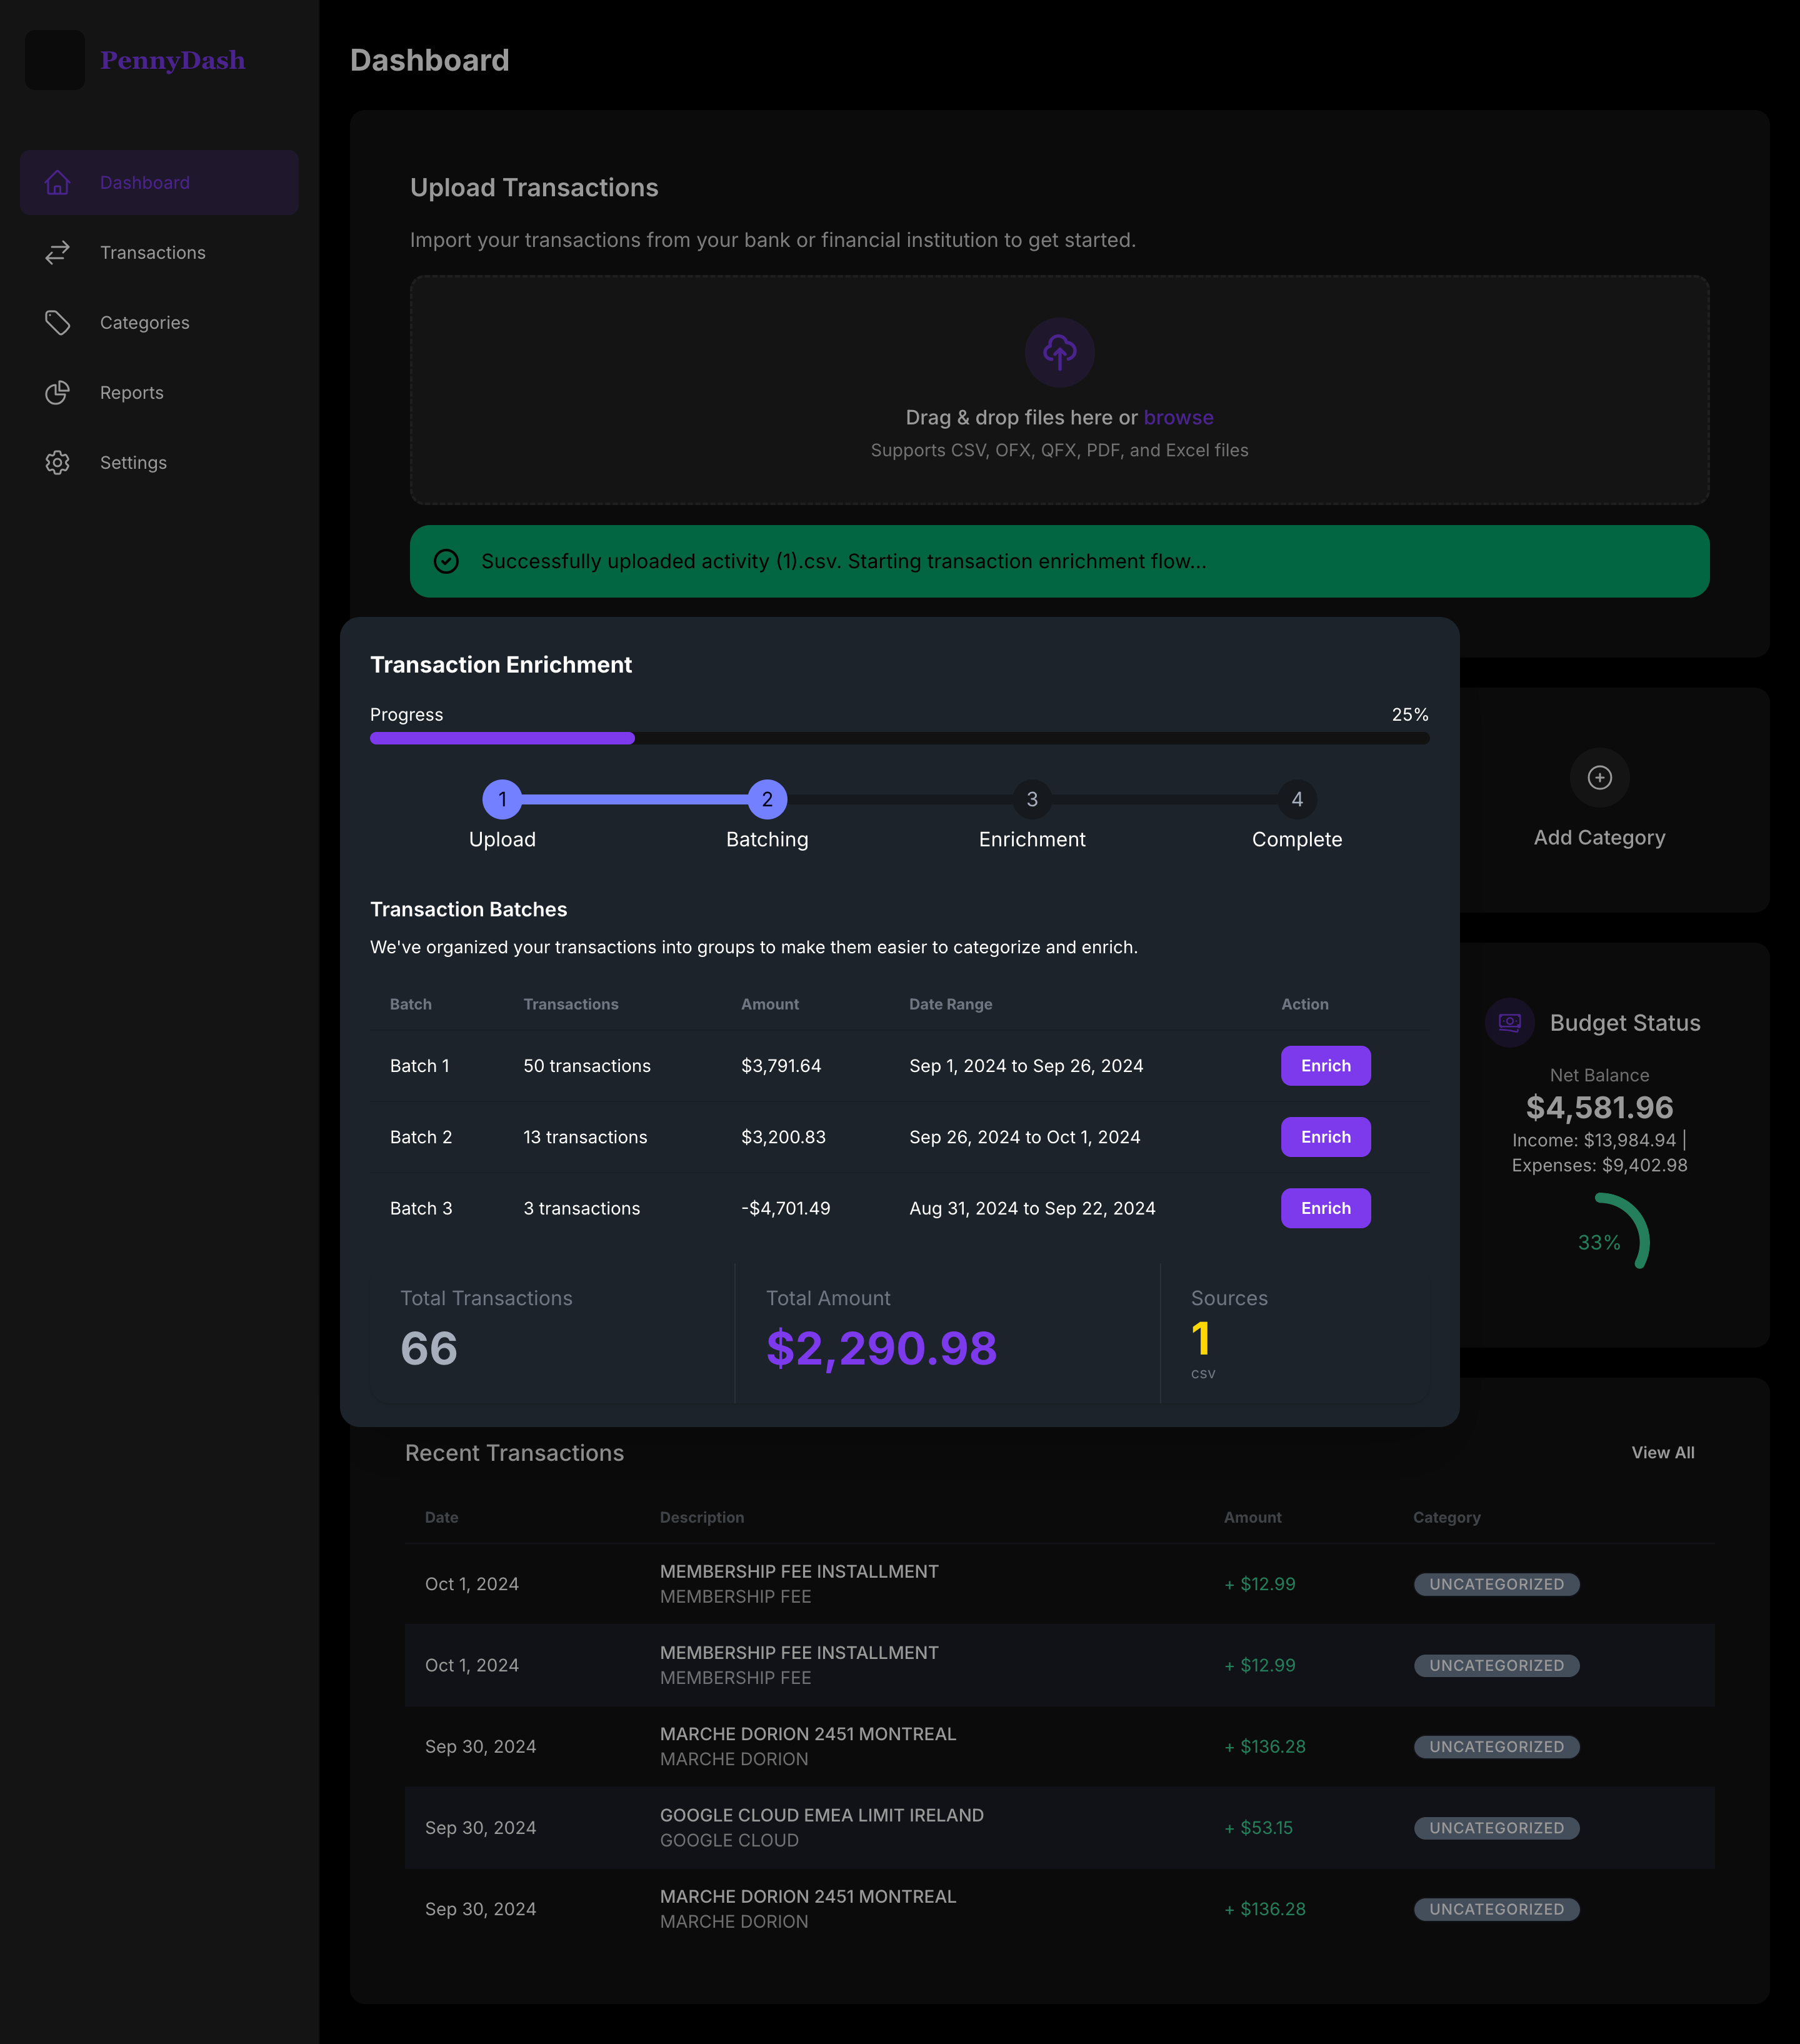 PennyDash
Dashboard
Transactions
Categories
Reports
Settings
Dashboard
Upload Transactions
Import your transactions from your bank or financial institution to get started.
Drag & drop files here or browse
Supports CSV, OFX, QFX, PDF, and Excel files
Successfully uploaded activity (1).csv. Starting transaction enrichment flow...
Transaction Enrichment
Progress 25%
1 2 3 4
Upload Batching Enrichment Complete
Transaction Batches
We've organized your transactions into groups to make them easier to categorize and enrich.
Batch Transactions Amount Date Range Action
Batch 1 50 transactions $3,791.64 Sep 1, 2024 to Sep 26, 2024 Enrich
Batch 2 13 transactions $3,200.83 Sep 26, 2024 to Oct 1, 2024 Enrich
Batch 3 3 transactions -$4,701.49 Aug 31, 2024 to Sep 22, 2024 Enrich
Total Transactions Total Amount Sources
66 $2,290.98 1
csv
Add Category
Budget Status
Net Balance
$4,581.96
Income: $13,984.94 |
Expenses: $9,402.98
33%
Recent Transactions View All
Date Description Amount Category
Oct 1, 2024 MEMBERSHIP FEE INSTALLMENT + $12.99 UNCATEGORIZED
MEMBERSHIP FEE
Oct 1, 2024 MEMBERSHIP FEE INSTALLMENT + $12.99 UNCATEGORIZED
MEMBERSHIP FEE
Sep 30, 2024 MARCHE DORION 2451 MONTREAL + $136.28 UNCATEGORIZED
MARCHE DORION
Sep 30, 2024 GOOGLE CLOUD EMEA LIMIT IRELAND + $53.15 UNCATEGORIZED
GOOGLE CLOUD
Sep 30, 2024 MARCHE DORION 2451 MONTREAL + $136.28 UNCATEGORIZED
MARCHE DORION